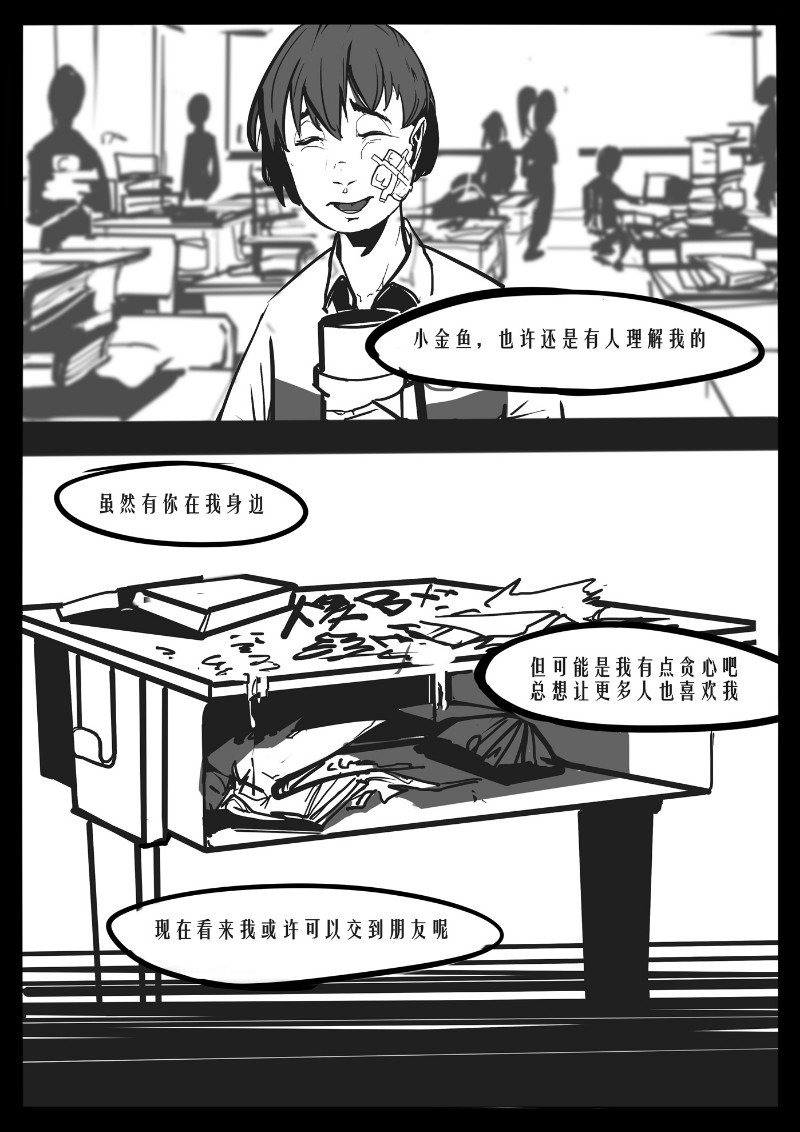 小金鱼，也许还是有人理解我的
虽然有你在我身边
但可能是我有点贪心吧
总想让更多人也喜欢我
现在看来我或许可以交到朋友呢